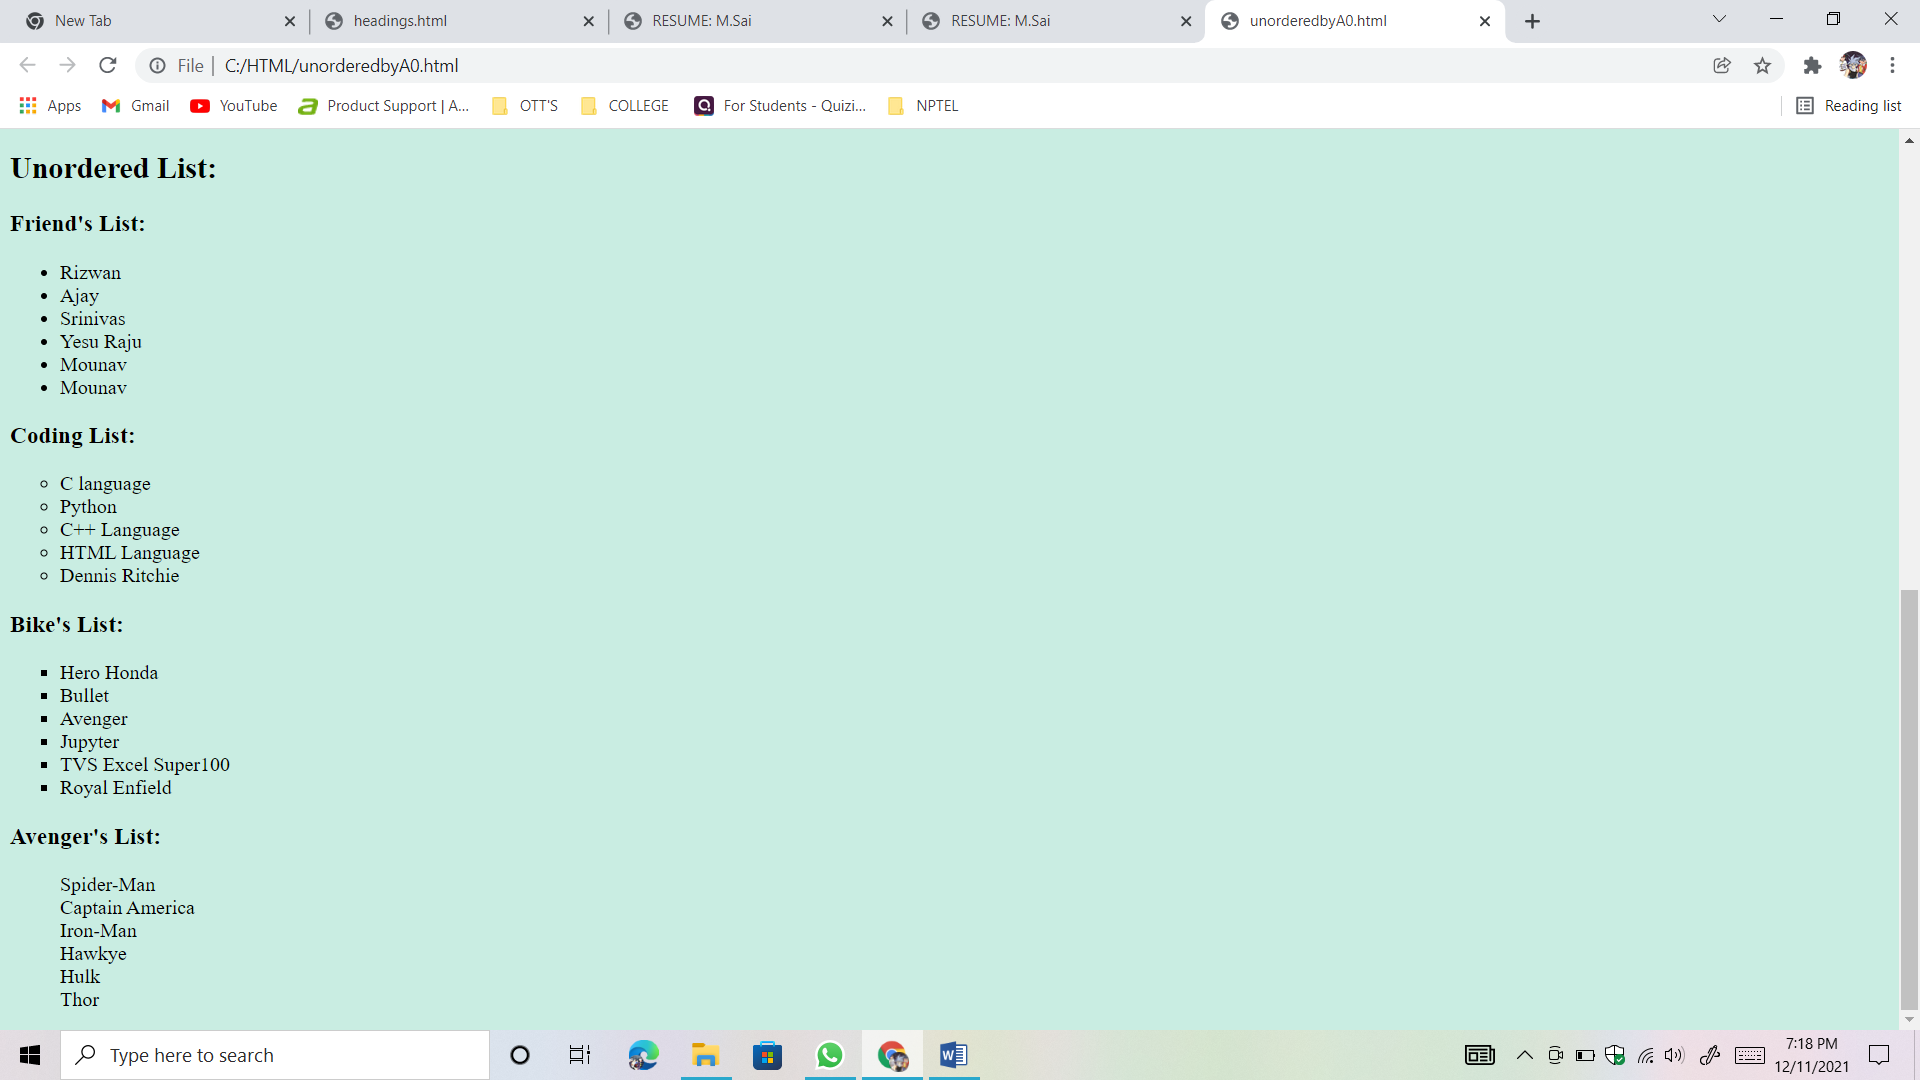 New Tab
headings.html
RESUME: M.Sai
RESUME: M.Sai
unorderedbyA0.html
File | C:/HTML/unorderedbyA0.html
Apps
Gmail
YouTube
Product Support | A...
OTT'S
COLLEGE
For Students - Quizi...
NPTEL
Reading list
Unordered List:
Friend's List:
• Rizwan
• Ajay
• Srinivas
• Yesu Raju
• Mounav
• Mounav
Coding List:
◦ C language
◦ Python
◦ C++ Language
◦ HTML Language
◦ Dennis Ritchie
Bike's List:
▪ Hero Honda
▪ Bullet
▪ Avenger
▪ Jupyter
▪ TVS Excel Super100
▪ Royal Enfield
Avenger's List:
Spider-Man
Captain America
Iron-Man
Hawkye
Hulk
Thor
Type here to search
7:18 PM
12/11/2021